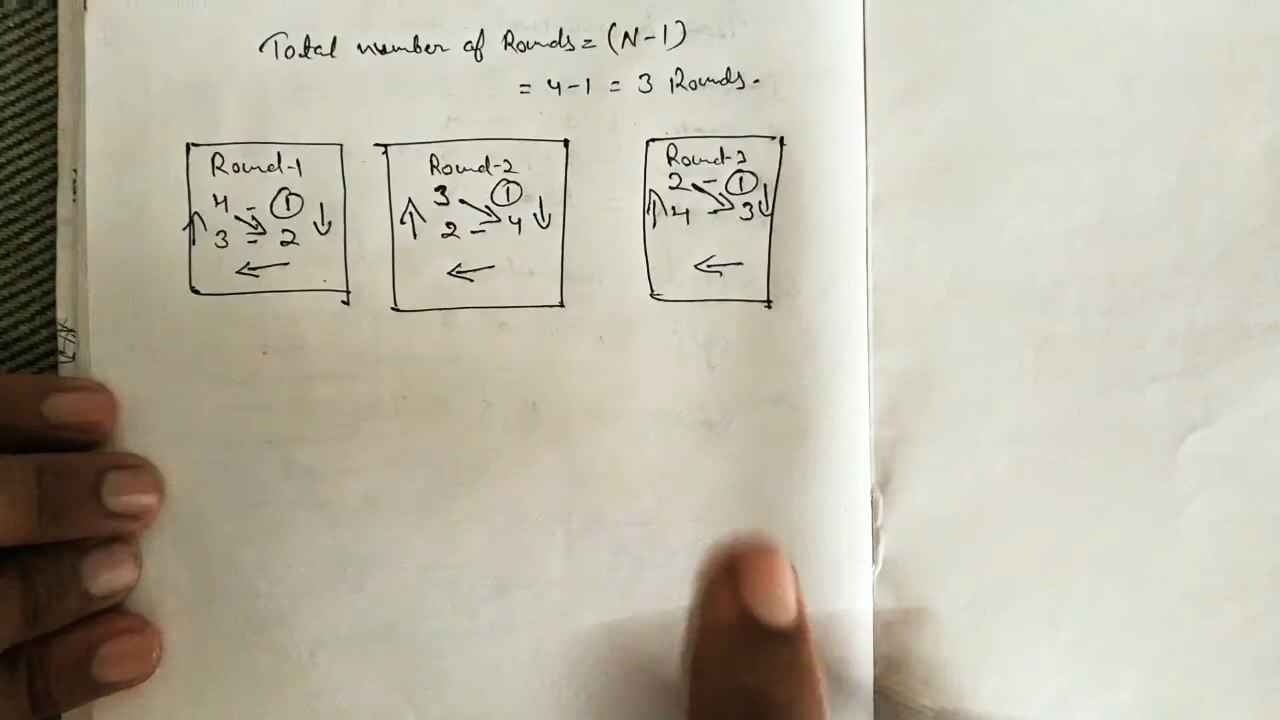 Total number of Rounds = (N-1)
= 4-1 = 3 Rounds.
Round-1
4 - 1
3 - 2
Round-2
3 1
2 - 4
Round-3
2 - 1
4 - 3